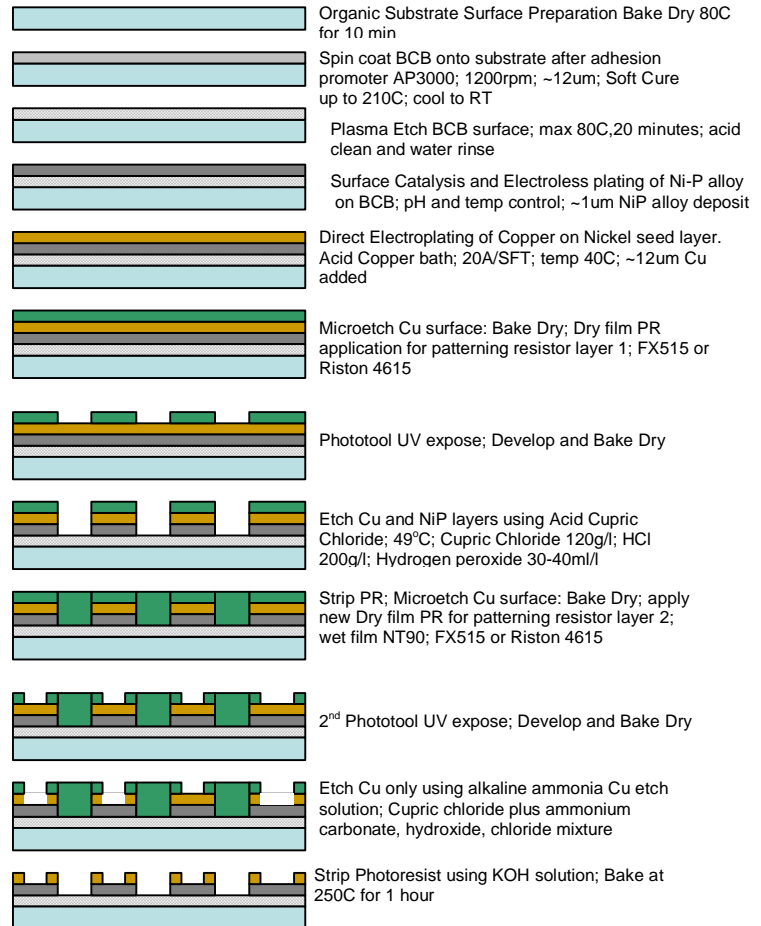 Organic Substrate Surface Preparation Bake Dry 80C
for 10 min
Spin coat BCB onto substrate after adhesion
promoter AP3000; 1200rpm; ~12um; Soft Cure
up to 210C; cool to RT
Plasma Etch BCB surface; max 80C,20 minutes; acid
clean and water rinse
Surface Catalysis and Electroless plating of Ni-P alloy
on BCB; pH and temp control; ~1um NiP alloy deposit
Direct Electroplating of Copper on Nickel seed layer.
Acid Copper bath; 20A/SFT; temp 40C; ~12um Cu
added
Microetch Cu surface: Bake Dry; Dry film PR
application for patterning resistor layer 1; FX515 or
Riston 4615
Phototool UV expose; Develop and Bake Dry
Etch Cu and NiP layers using Acid Cupric
Chloride; 49°C; Cupric Chloride 120g/l; HCl
200g/l; Hydrogen peroxide 30-40ml/l
Strip PR; Microetch Cu surface: Bake Dry; apply
new Dry film PR for patterning resistor layer 2;
wet film NT90; FX515 or Riston 4615
2nd Phototool UV expose; Develop and Bake Dry
Etch Cu only using alkaline ammonia Cu etch
solution; Cupric chloride plus ammonium
carbonate, hydroxide, chloride mixture
Strip Photoresist using KOH solution; Bake at
250C for 1 hour